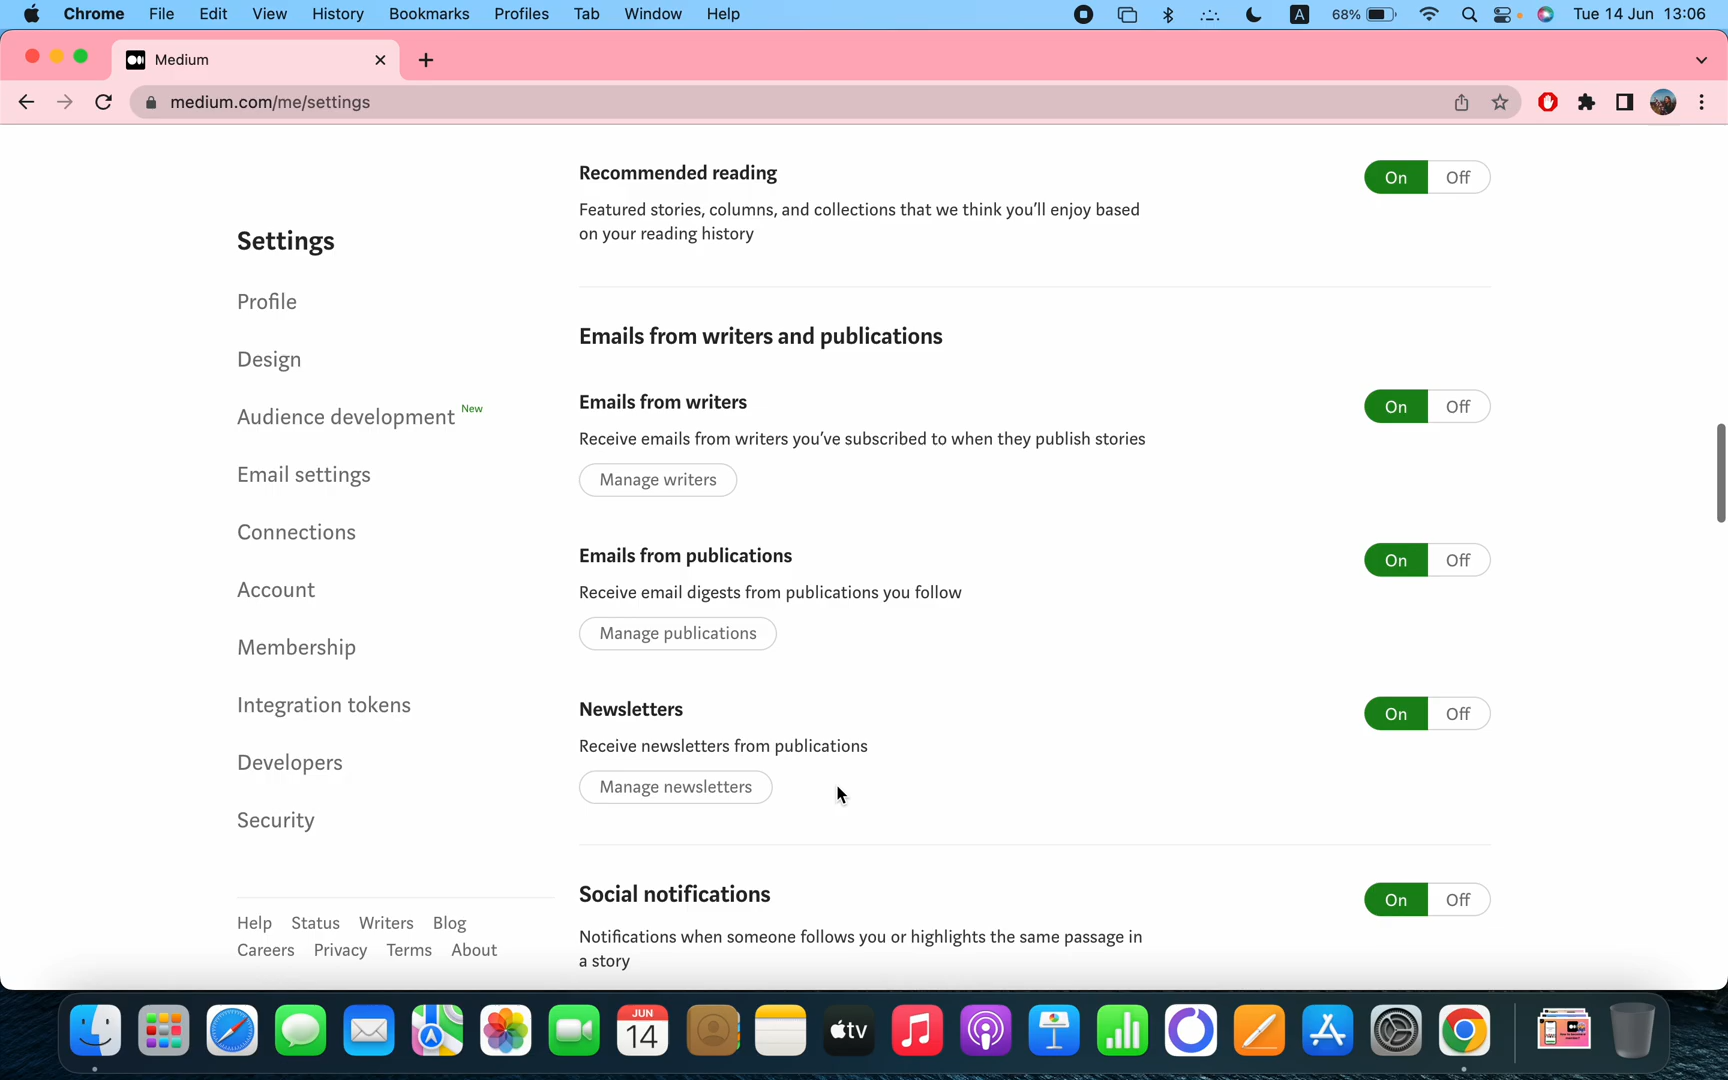 Chrome File Edit View History Bookmarks Profiles Tab Window Help A 68% Tue 14 Jun 13:06
Medium
medium.com/me/settings
Recommended reading On Off
Featured stories, columns, and collections that we think you'll enjoy based
on your reading history
Settings
Profile
Design
Audience development New
Email settings
Connections
Account
Membership
Integration tokens
Developers
Security
Help Status Writers Blog
Careers Privacy Terms About
Emails from writers and publications
Emails from writers On Off
Receive emails from writers you've subscribed to when they publish stories
Manage writers
Emails from publications On Off
Receive email digests from publications you follow
Manage publications
Newsletters On Off
Receive newsletters from publications
Manage newsletters
Social notifications On Off
Notifications when someone follows you or highlights the same passage in
a story
JUN
14
tv